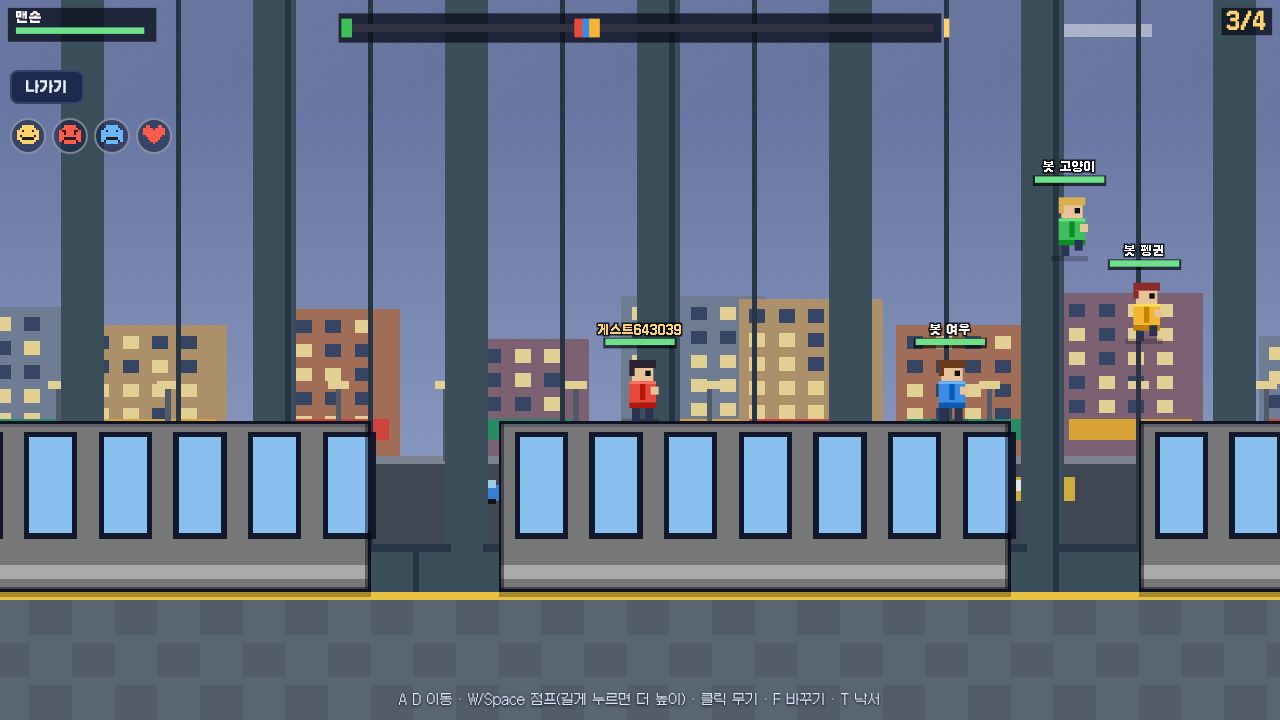 맨손
3/4
나가기
봇 고양이
봇 펭귄
게스트643039
봇 여우
A D 이동 · W/Space 점프(길게 누르면 더 높이) · 클릭 무기 · F 바꾸기 · T 낙서